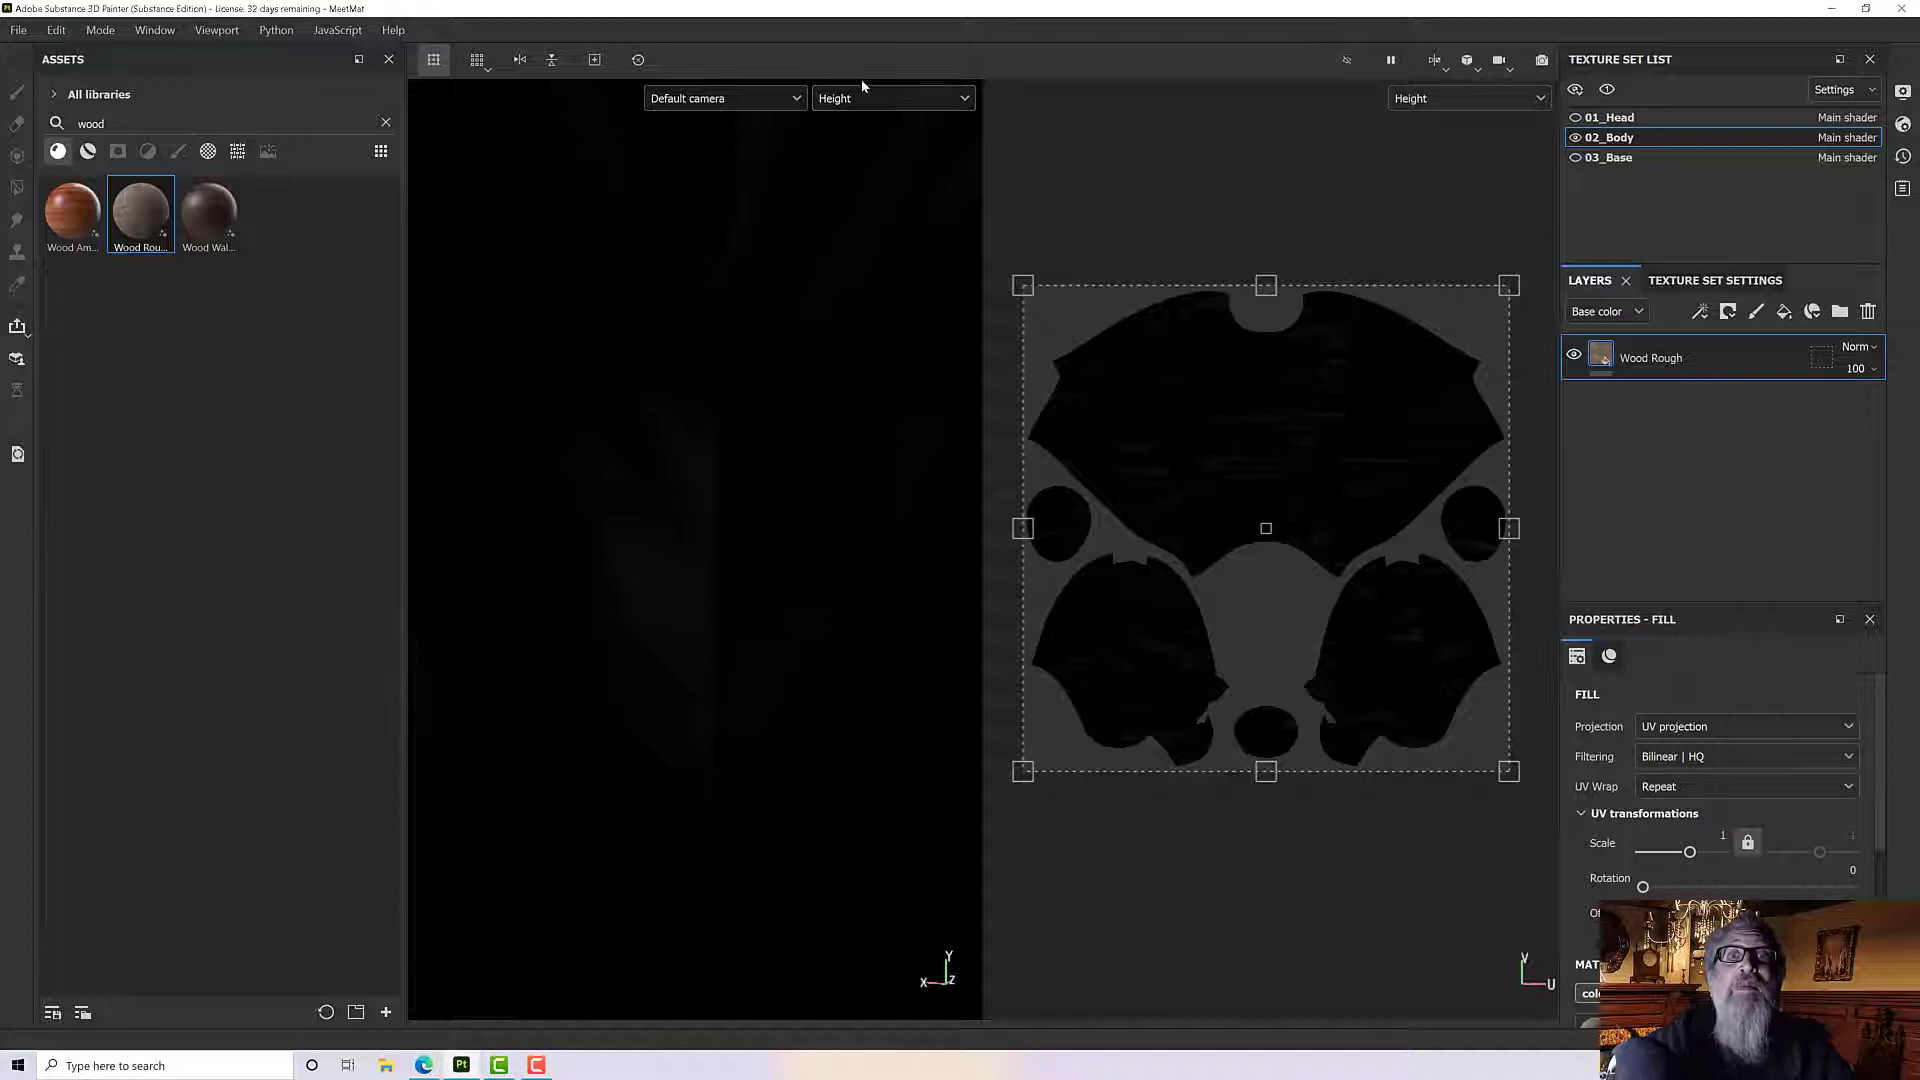 Adobe Substance 3D Painter (Substance Edition) - License: 32 days remaining - MeetMat
File Edit Mode Window Viewport Python JavaScript Help
ASSETS
All libraries
wood
Wood Am... Wood Rou... Wood Wal...
Default camera
Height
Height
TEXTURE SET LIST
Settings
01_Head Main shader
02_Body Main shader
03_Base Main shader
LAYERS TEXTURE SET SETTINGS
Base color
Wood Rough
Norm
100
PROPERTIES - FILL
FILL
Projection UV projection
Filtering Bilinear | HQ
UV Wrap Repeat
UV transformations
Scale 1
Rotation 0
MAT
Y
X Z
V
U
Pt
Type here to search